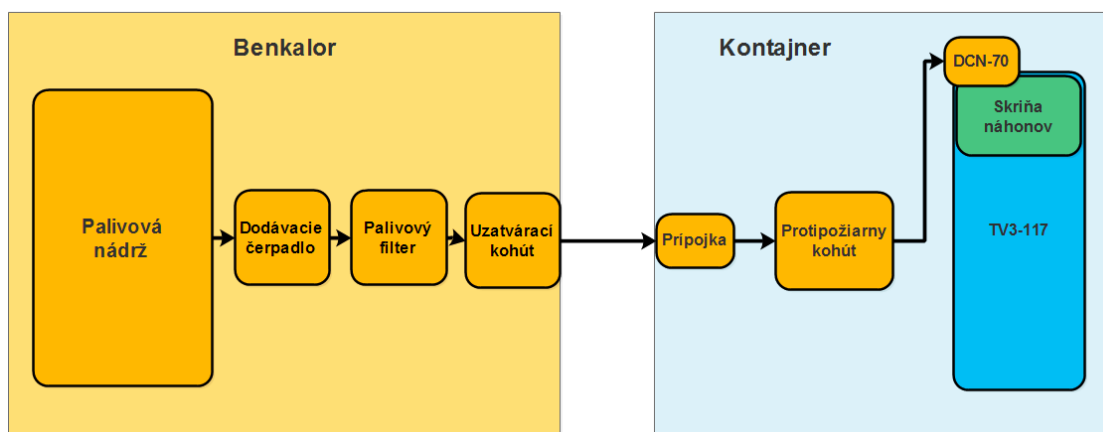 Benkalor
Kontajner
DCN-70
Skriňa
náhonov
Palivová
nádrž
Dodávacie
čerpadlo
Palivový
filter
Uzatvárací
kohút
Prípojka
Protipožiarny
kohút
TV3-117